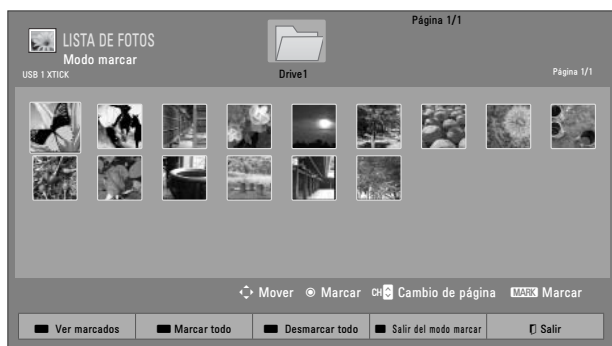 Página 1/1
LISTA DE FOTOS
Modo marcar
USB 1 XTICK
Drive1
Página 1/1
Mover Marcar CH Cambio de página MARK Marcar
Ver marcados Marcar todo Desmarcar todo Salir del modo marcar Salir